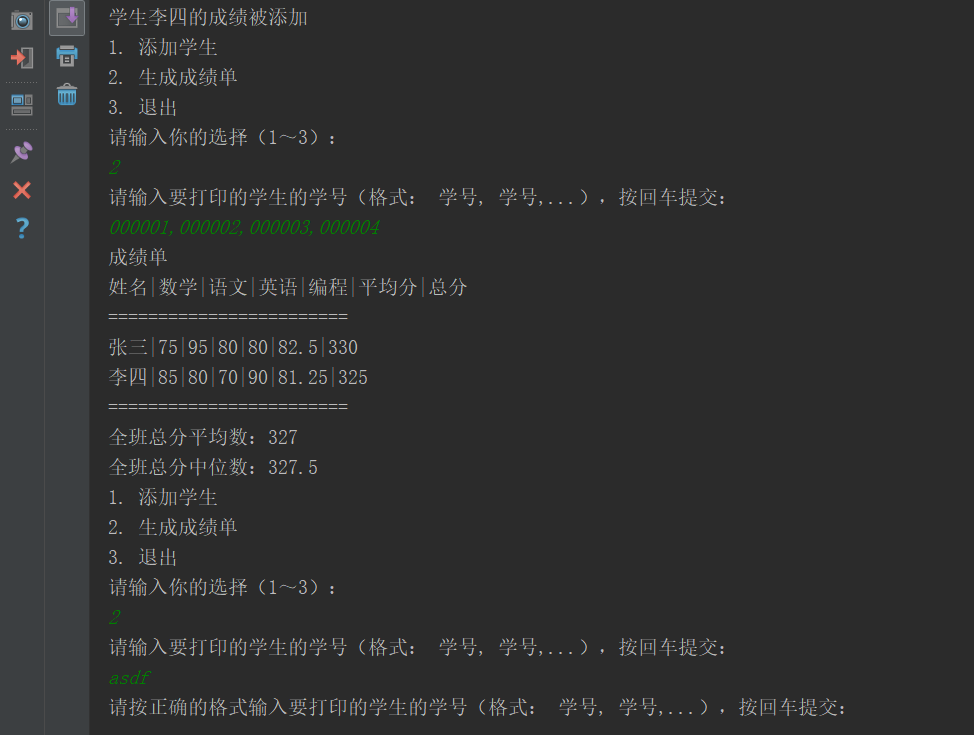 学生李四的成绩被添加
1. 添加学生
2. 生成成绩单
3. 退出
请输入你的选择（1～3）：
2
请输入要打印的学生的学号（格式： 学号, 学号,...），按回车提交：
000001,000002,000003,000004
成绩单
姓名|数学|语文|英语|编程|平均分|总分
========================
张三|75|95|80|80|82.5|330
李四|85|80|70|90|81.25|325
========================
全班总分平均数：327
全班总分中位数：327.5
1. 添加学生
2. 生成成绩单
3. 退出
请输入你的选择（1～3）：
2
请输入要打印的学生的学号（格式： 学号, 学号,...），按回车提交：
asdf
请按正确的格式输入要打印的学生的学号（格式： 学号, 学号,...），按回车提交：